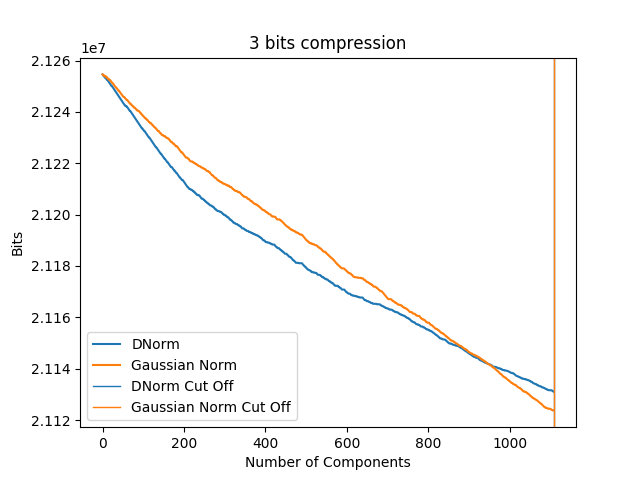 3 bits compression
1e7
2.126
2.124
2.122
2.120
2.118
2.116
2.114
2.112
Bits
DNorm
Gaussian Norm
DNorm Cut Off
Gaussian Norm Cut Off
0 200 400 600 800 1000
Number of Components